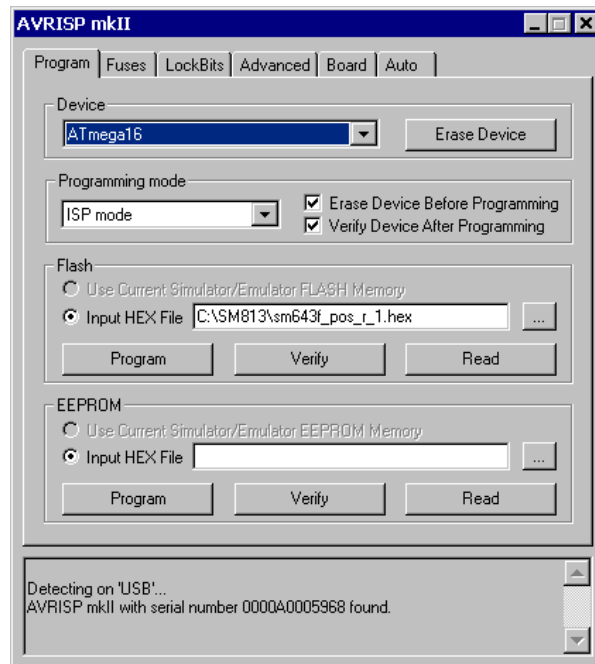 AVRISP mkII
Program Fuses LockBits Advanced Board Auto
Device
ATmega16 Erase Device
Programming mode
ISP mode Erase Device Before Programming
Verify Device After Programming
Flash
Use Current Simulator/Emulator FLASH Memory
Input HEX File C:\SM813\sm643f_pos_r_1.hex ...
Program Verify Read
EEPROM
Use Current Simulator/Emulator EEPROM Memory
Input HEX File ...
Program Verify Read
Detecting on 'USB'...
AVRISP mkII with serial number 0000A0005968 found.